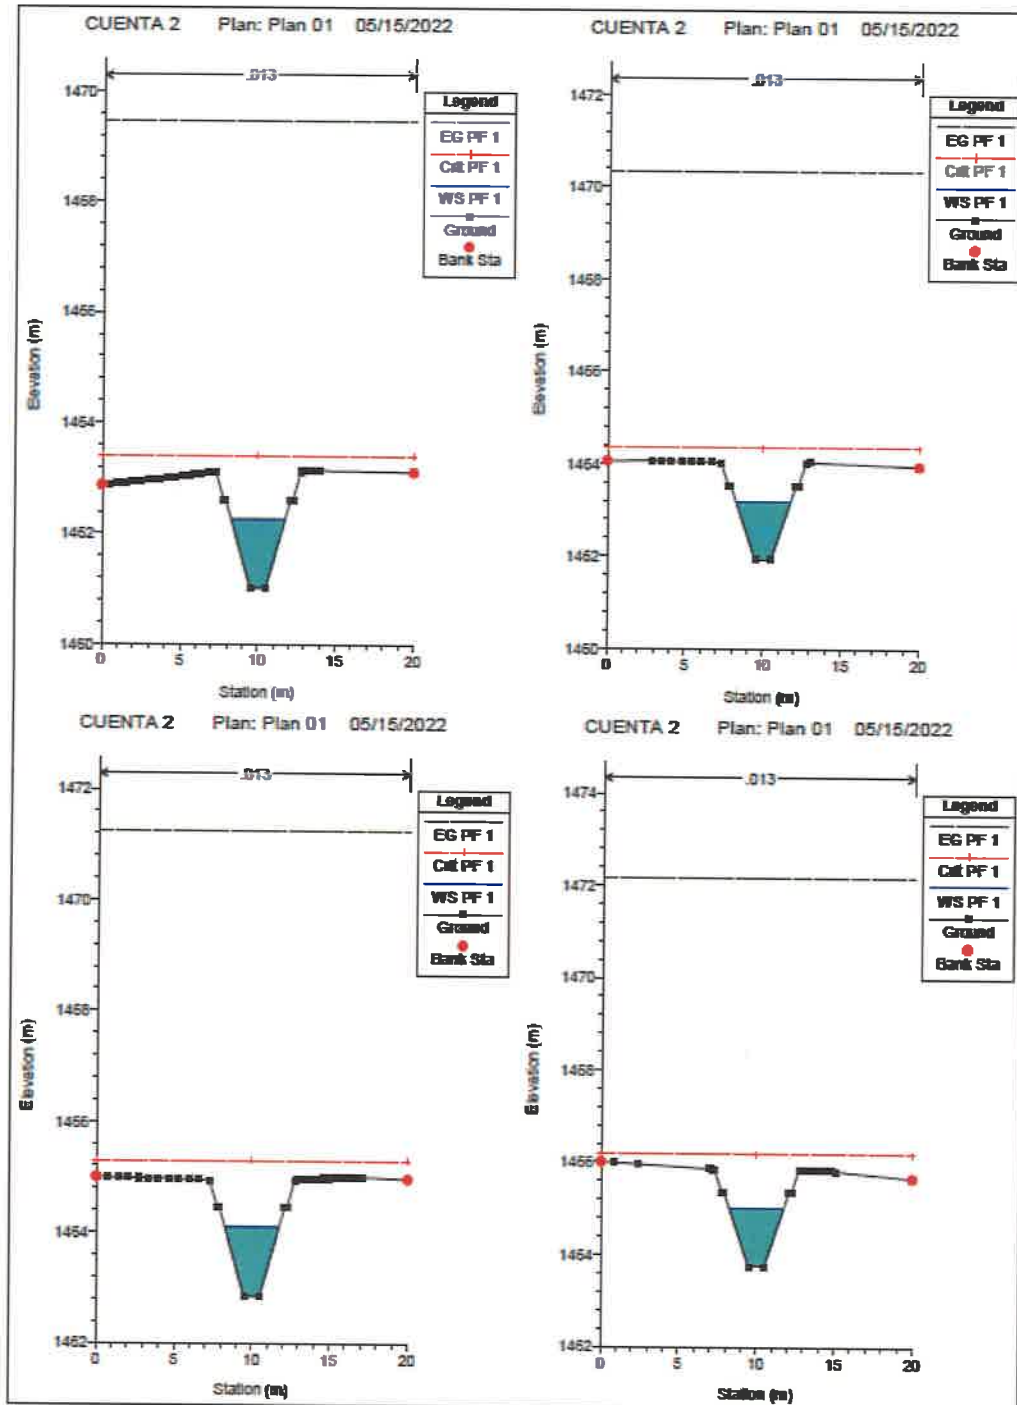 CUENTA 2 Plan: Plan 01 05/15/2022
.013
1470
1468
1466
1464
1462
1460
Elevation (m)
0 5 10 15 20
Station (m)
Legend
EG PF 1
Crit PF 1
WS PF 1
Ground
Bank Sta
CUENTA 2 Plan: Plan 01 05/15/2022
.013
1472
1470
1468
1466
1464
1462
1460
Elevation (m)
0 5 10 15 20
Station (m)
Legend
EG PF 1
Crit PF 1
WS PF 1
Ground
Bank Sta
CUENTA 2 Plan: Plan 01 05/15/2022
.013
1472
1470
1468
1466
1464
1462
Elevation (m)
0 5 10 15 20
Station (m)
Legend
EG PF 1
Crit PF 1
WS PF 1
Ground
Bank Sta
CUENTA 2 Plan: Plan 01 05/15/2022
.013
1474
1472
1470
1468
1466
1464
1462
Elevation (m)
0 5 10 15 20
Station (m)
Legend
EG PF 1
Crit PF 1
WS PF 1
Ground
Bank Sta